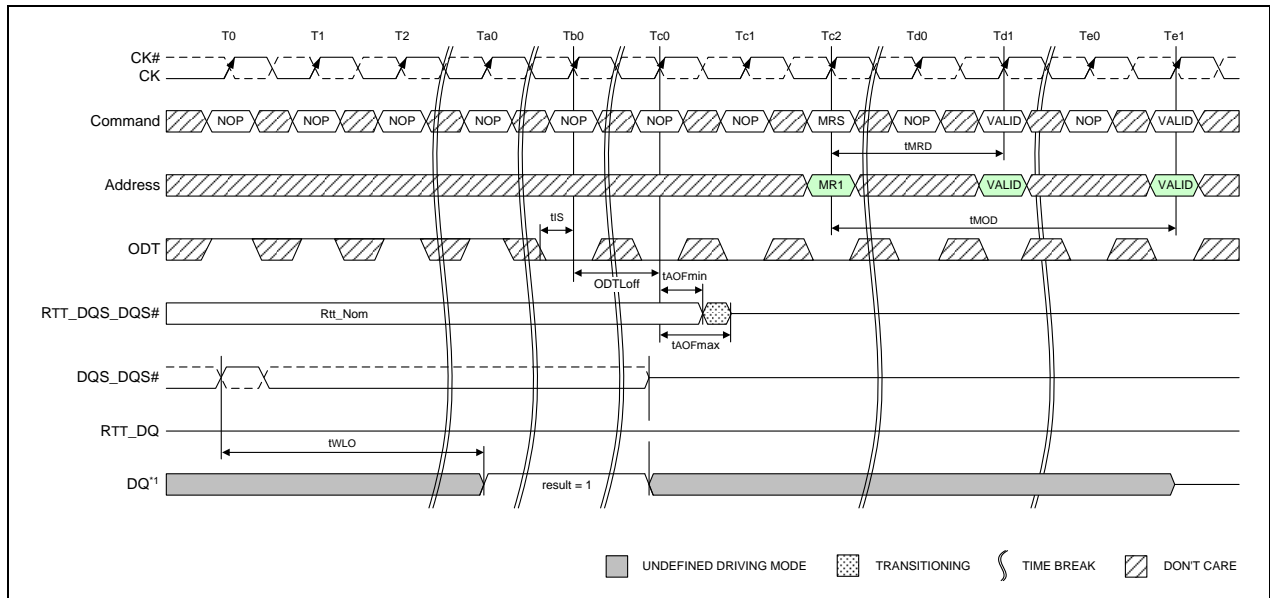 T0 T1 T2 Ta0 Tb0 Tc0 Tc1 Tc2 Td0 Td1 Te0 Te1
CK#
CK
Command NOP NOP NOP NOP NOP NOP NOP MRS NOP VALID NOP VALID
tMRD
Address MR1 VALID VALID
tIS
tMOD
ODT
ODTLoff
tAOFmin
RTT_DQS_DQS# Rtt_Nom
tAOFmax
DQS_DQS#
RTT_DQ
tWLO
DQ*1 result = 1
UNDEFINED DRIVING MODE TRANSITIONING TIME BREAK DON'T CARE